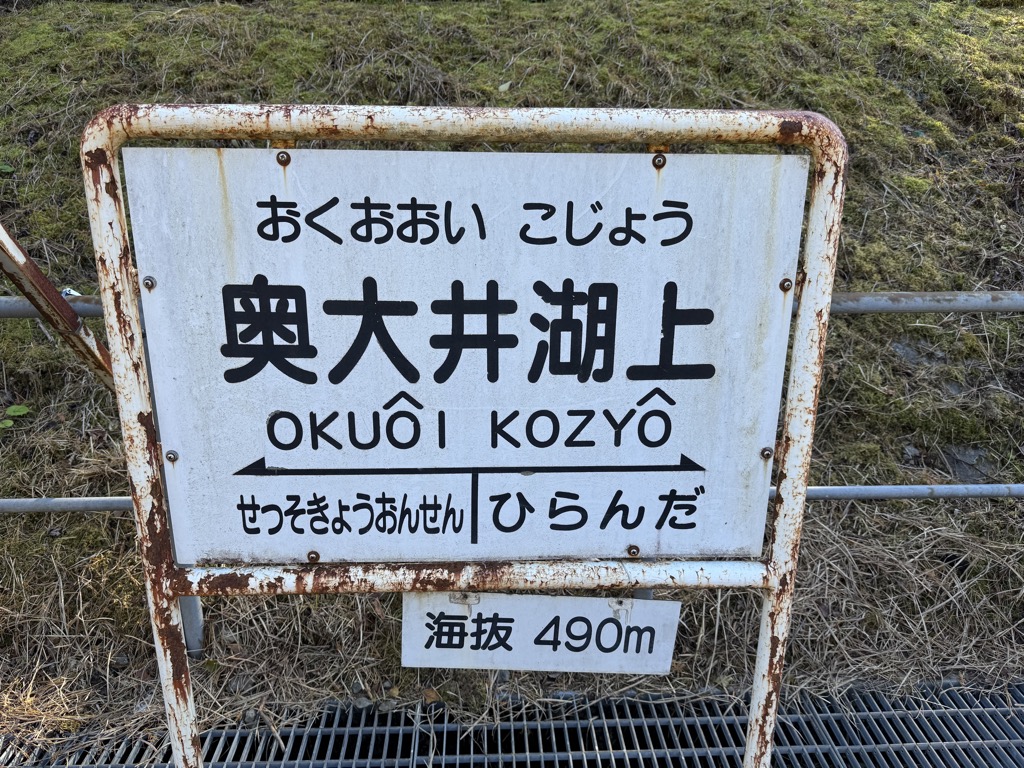 おくおおい こじょう
奥大井湖上
OKUÔI KOZYÔ
せっそきょうおんせん ひらんだ
海抜 490m